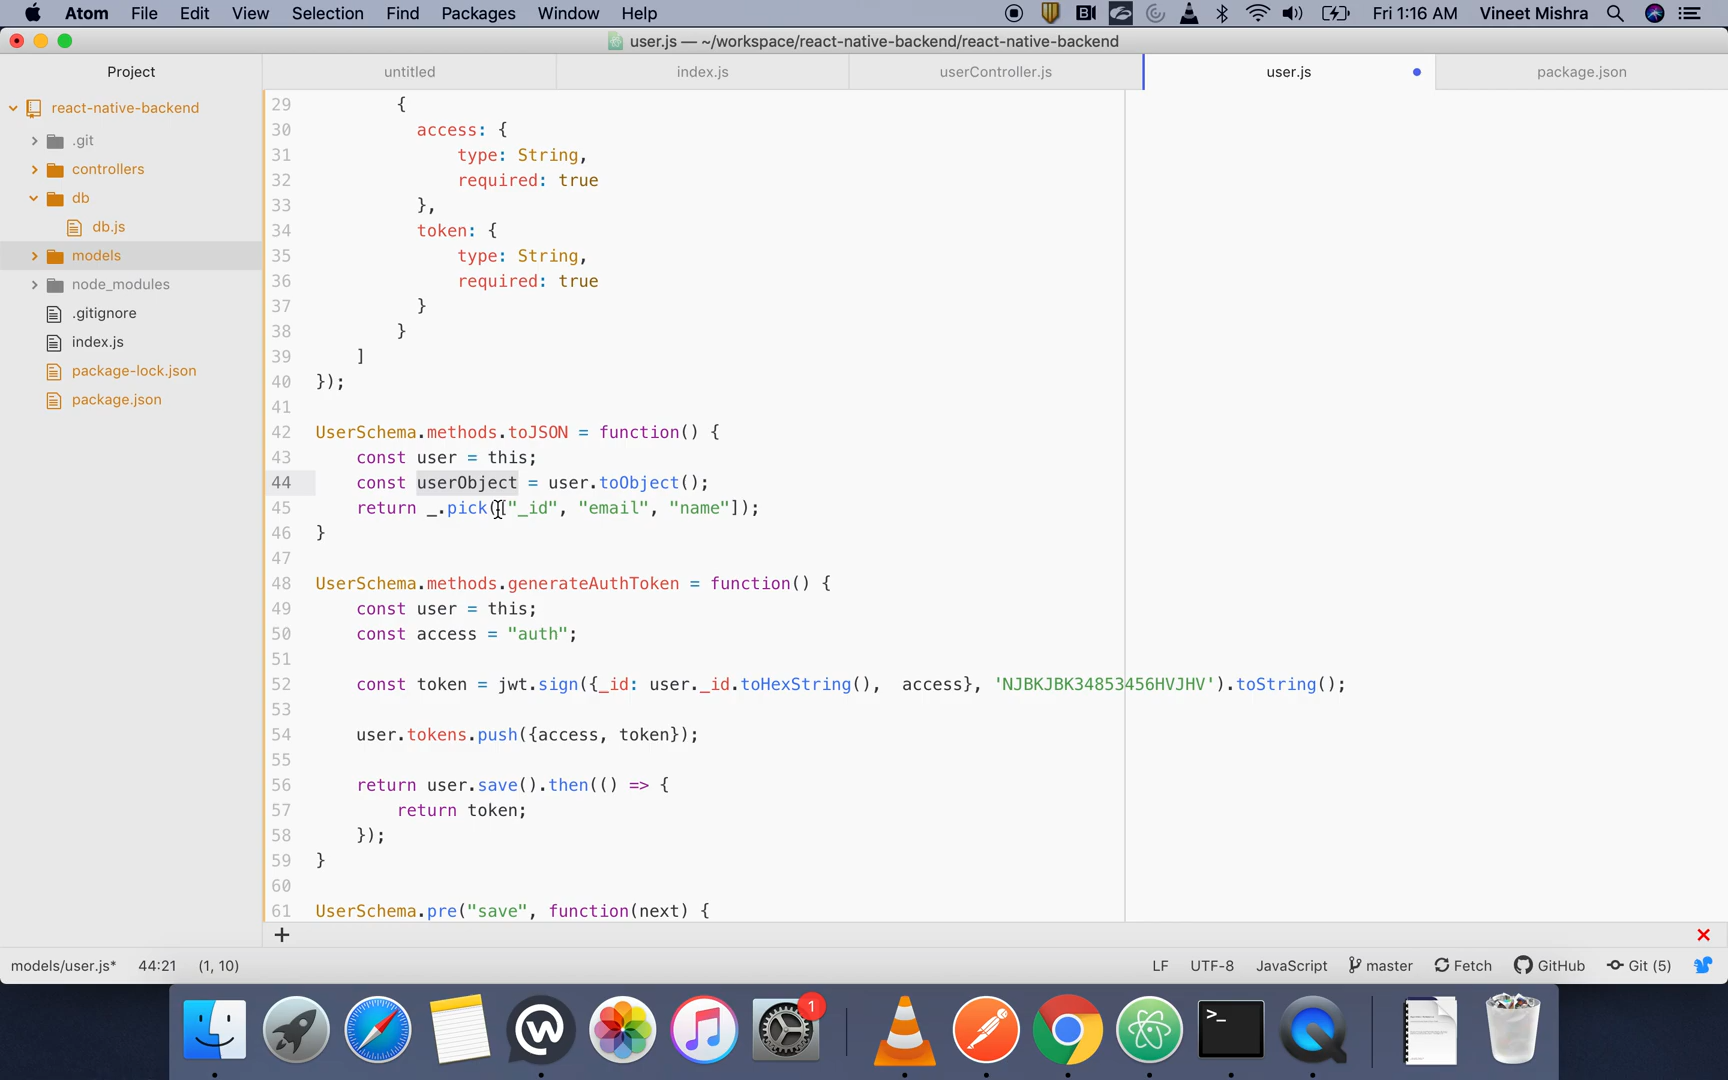 Atom File Edit View Selection Find Packages Window Help Fri 1:16 AM Vineet Mishra
user.js — ~/workspace/react-native-backend/react-native-backend
Project untitled index.js userController.js user.js package.json
react-native-backend
.git
controllers
db
db.js
models
node_modules
.gitignore
index.js
package-lock.json
package.json
29 {
30 access: {
31 type: String,
32 required: true
33 },
34 token: {
35 type: String,
36 required: true
37 }
38 }
39 ]
40 });
41
42 UserSchema.methods.toJSON = function() {
43 const user = this;
44 const userObject = user.toObject();
45 return _.pick(["_id", "email", "name"]);
46 }
47
48 UserSchema.methods.generateAuthToken = function() {
49 const user = this;
50 const access = "auth";
51
52 const token = jwt.sign({_id: user._id.toHexString(),  access}, 'NJBKJBK34853456HVJHV').toString();
53
54 user.tokens.push({access, token});
55
56 return user.save().then(() => {
57 return token;
58 });
59 }
60
61 UserSchema.pre("save", function(next) {
models/user.js* 44:21 (1, 10) LF UTF-8 JavaScript master Fetch GitHub Git (5)
1